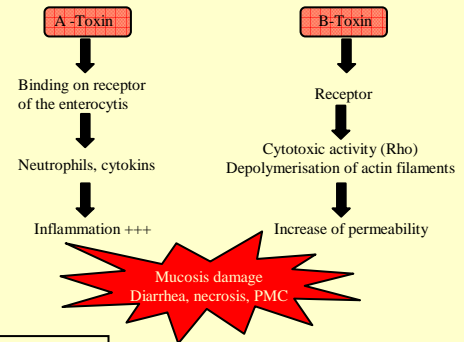 A -Toxin
Binding on receptor
of the enterocytis
Neutrophils, cytokins
Inflammation +++
B-Toxin
Receptor
Cytotoxic activity (Rho)
Depolymerisation of actin filaments
Increase of permeability
Mucosis damage
Diarrhea, necrosis, PMC